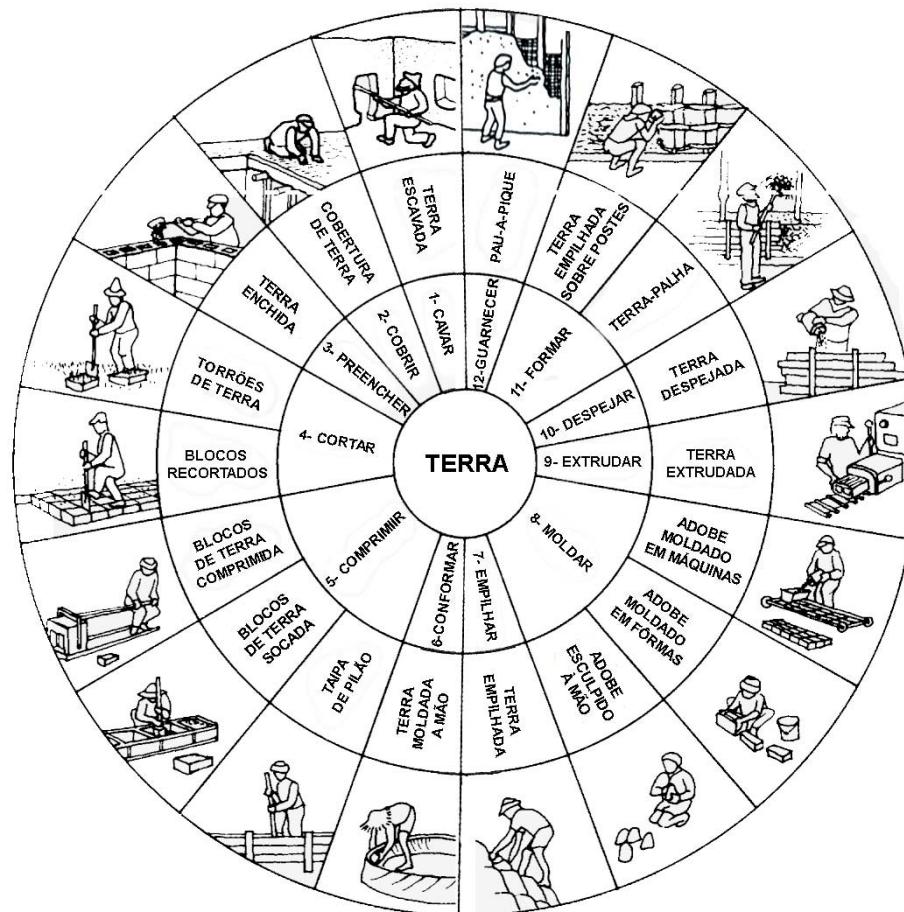 TERRA
1- CAVAR
2- COBRIR
3- PREENCHER
4- CORTAR
5- COMPRIMIIR
6-CONFORMAR
7- EMPILHAR
8- MOLDAR
9- EXTRUDAR
10- DESPEJAR
11- FORMAR
12-GUARNECER
TERRA
ESCAVADA
COBERTURA
DE TERRA
TERRA
ENCHIDA
TORRÕES
DE TERRA
BLOCOS
RECORTADOS
BLOCOS
DE TERRA
COMPRIMIDA
BLOCOS
DE TERRA
SOCADA
TAIPA
DE PILÃO
TERRA
MOLDADA
A MÃO
TERRA
EMPILHADA
ADOBE
ESCULPIDO
À MÃO
ADOBE
MOLDADO
EM FÔRMAS
ADOBE
MOLDADO
EM MÁQUINAS
TERRA
EXTRUDADA
TERRA
DESPEJADA
TERRA-PALHA
TERRA
EMPILHADA
SOBRE POSTES
PAU-A-PIQUE